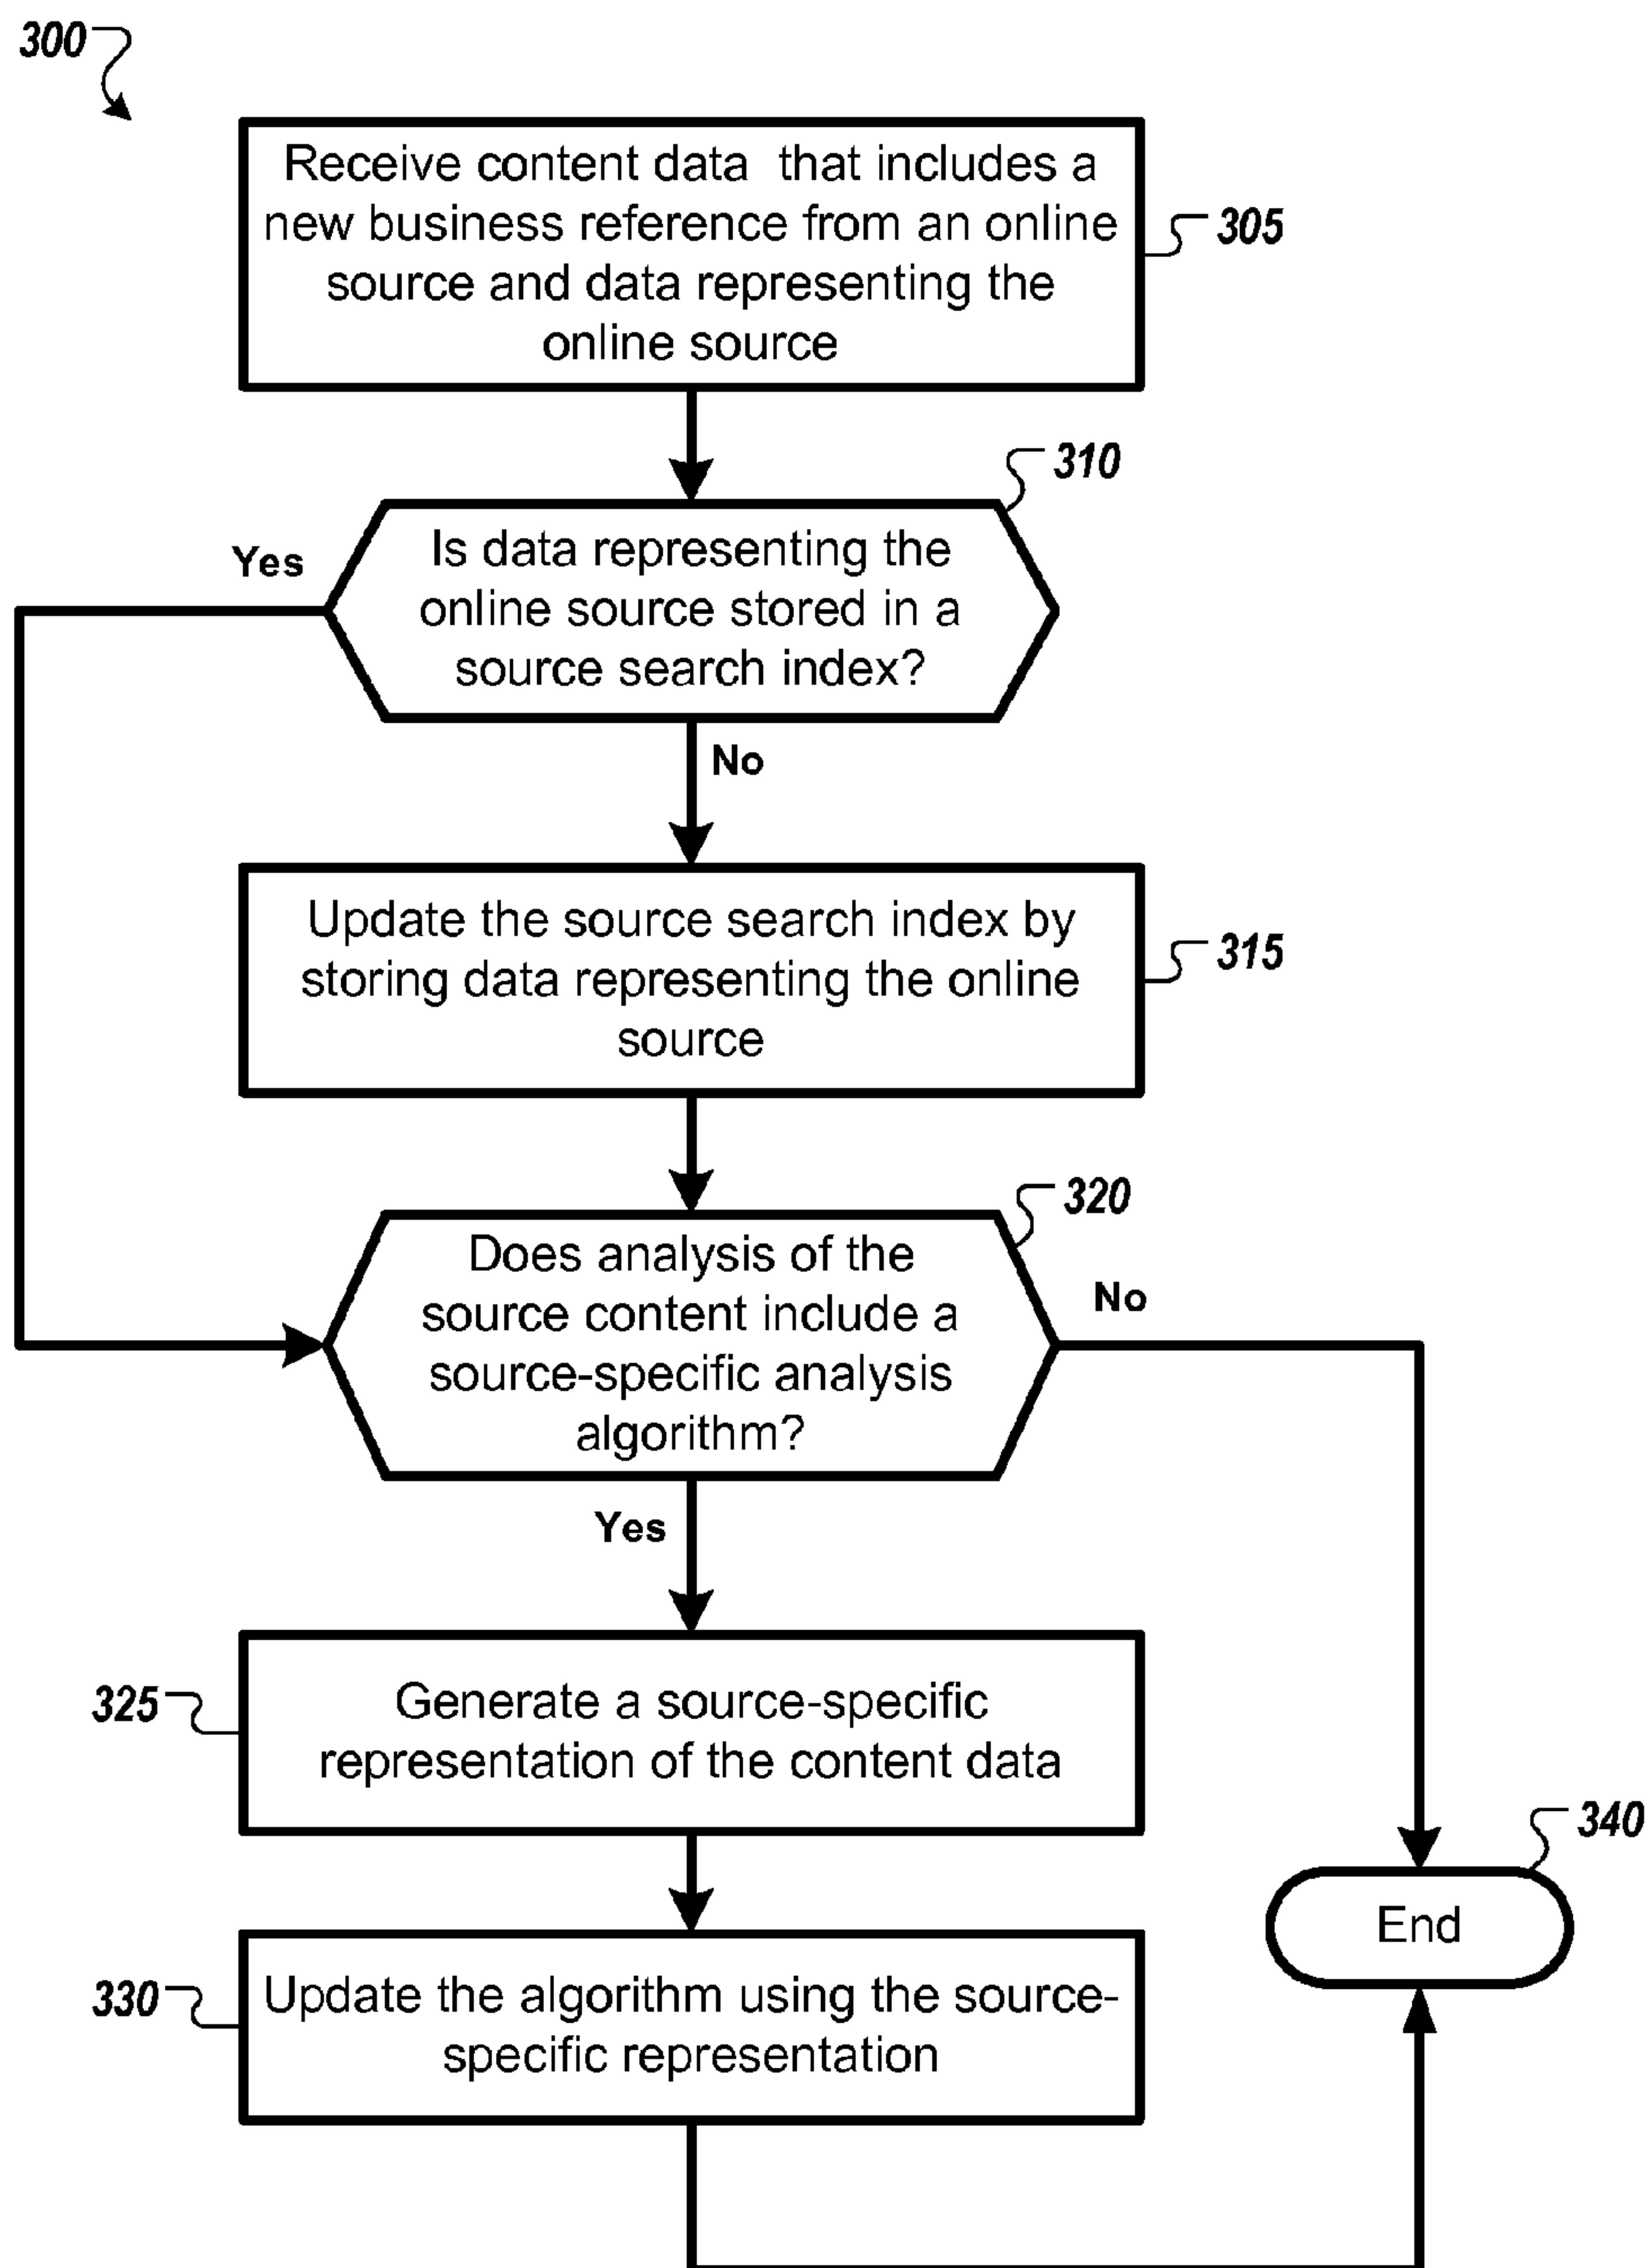 300
Receive content data that includes a
new business reference from an online
source and data representing the
online source
305
310
Is data representing the
online source stored in a
source search index?
Yes
No
Update the source search index by
storing data representing the online
source
315
320
Does analysis of the
source content include a
source-specific analysis
algorithm?
No
Yes
325
Generate a source-specific
representation of the content data
340
End
330
Update the algorithm using the source-
specific representation